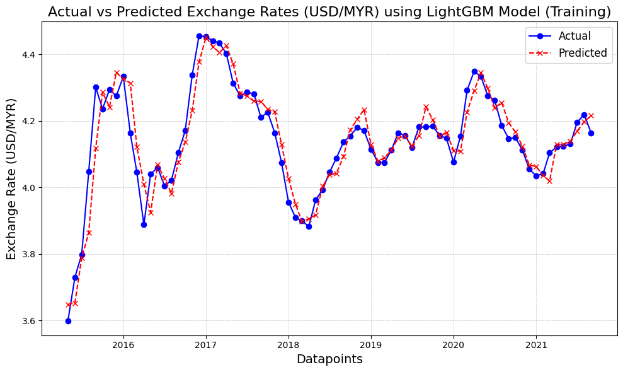 Actual vs Predicted Exchange Rates (USD/MYR) using LightGBM Model (Training)
Actual
Predicted
Exchange Rate (USD/MYR)
4.4
4.2
4.0
3.8
3.6
2016 2017 2018 2019 2020 2021
Datapoints